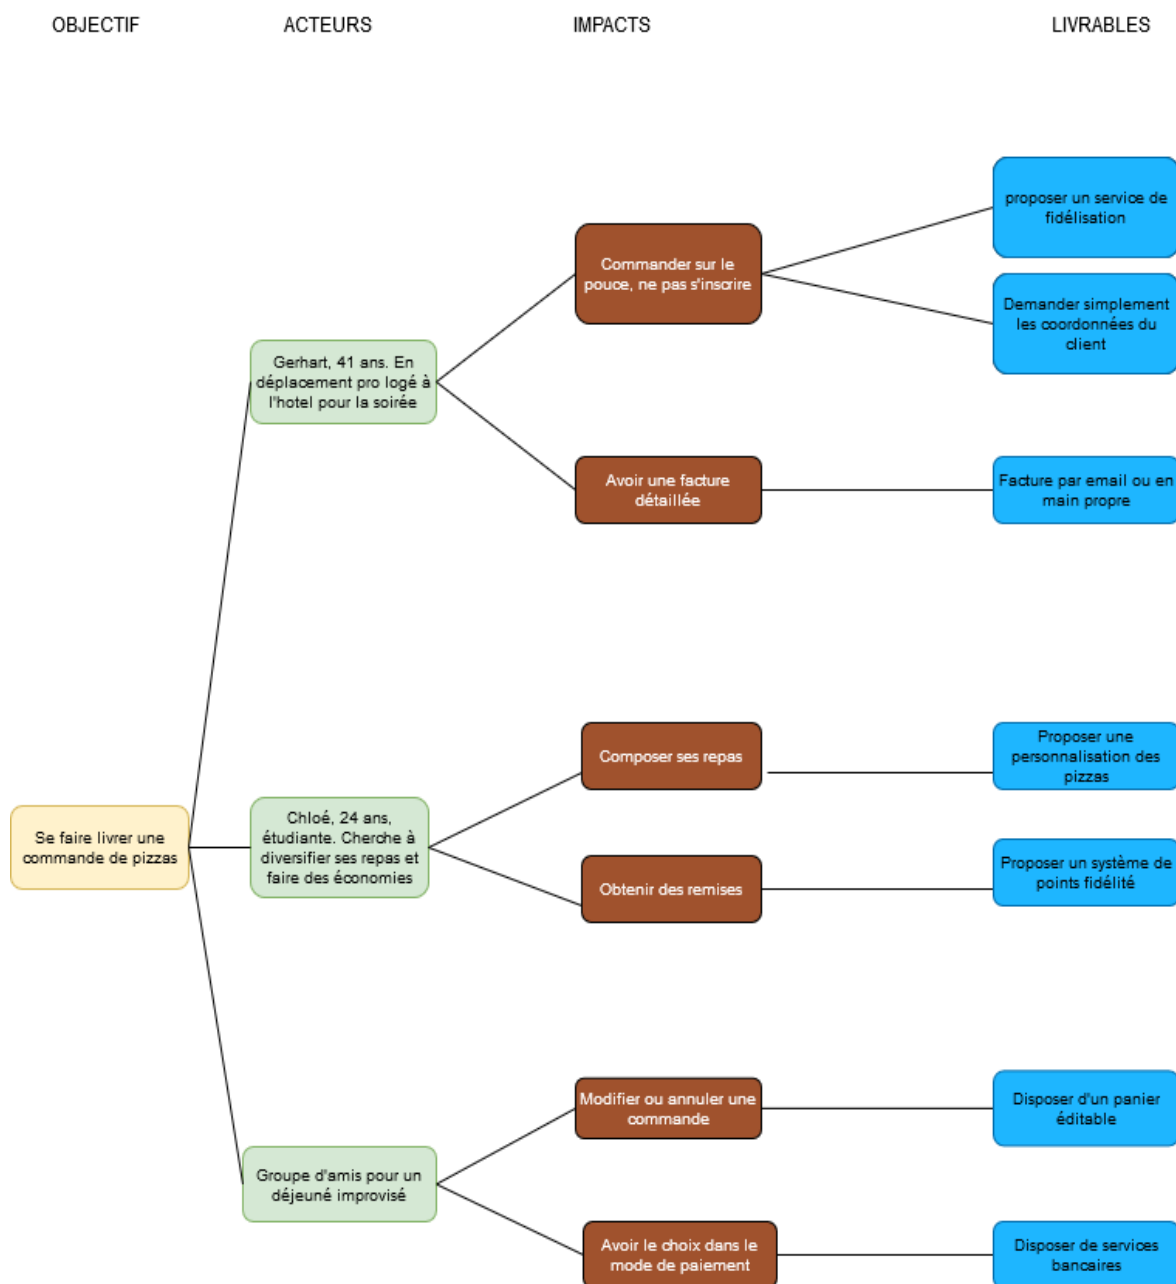 OBJECTIF
ACTEURS
IMPACTS
LIVRABLES
proposer un service de
fidélisation
Commander sur le
pouce, ne pas s'inscrire
Demander simplement
les coordonnées du
client
Gerhart, 41 ans. En
déplacement pro logé à
l'hotel pour la soirée
Avoir une facture
détaillée
Facture par email ou en
main propre
Composer ses repas
Proposer une
personnalisation des
pizzas
Se faire livrer une
commande de pizzas
Chloé, 24 ans,
étudiante. Cherche à
diversifier ses repas et
faire des économies
Obtenir des remises
Proposer un système de
points fidélité
Modifier ou annuler une
commande
Disposer d'un panier
éditable
Groupe d'amis pour un
déjeuné improvisé
Avoir le choix dans le
mode de paiement
Disposer de services
bancaires